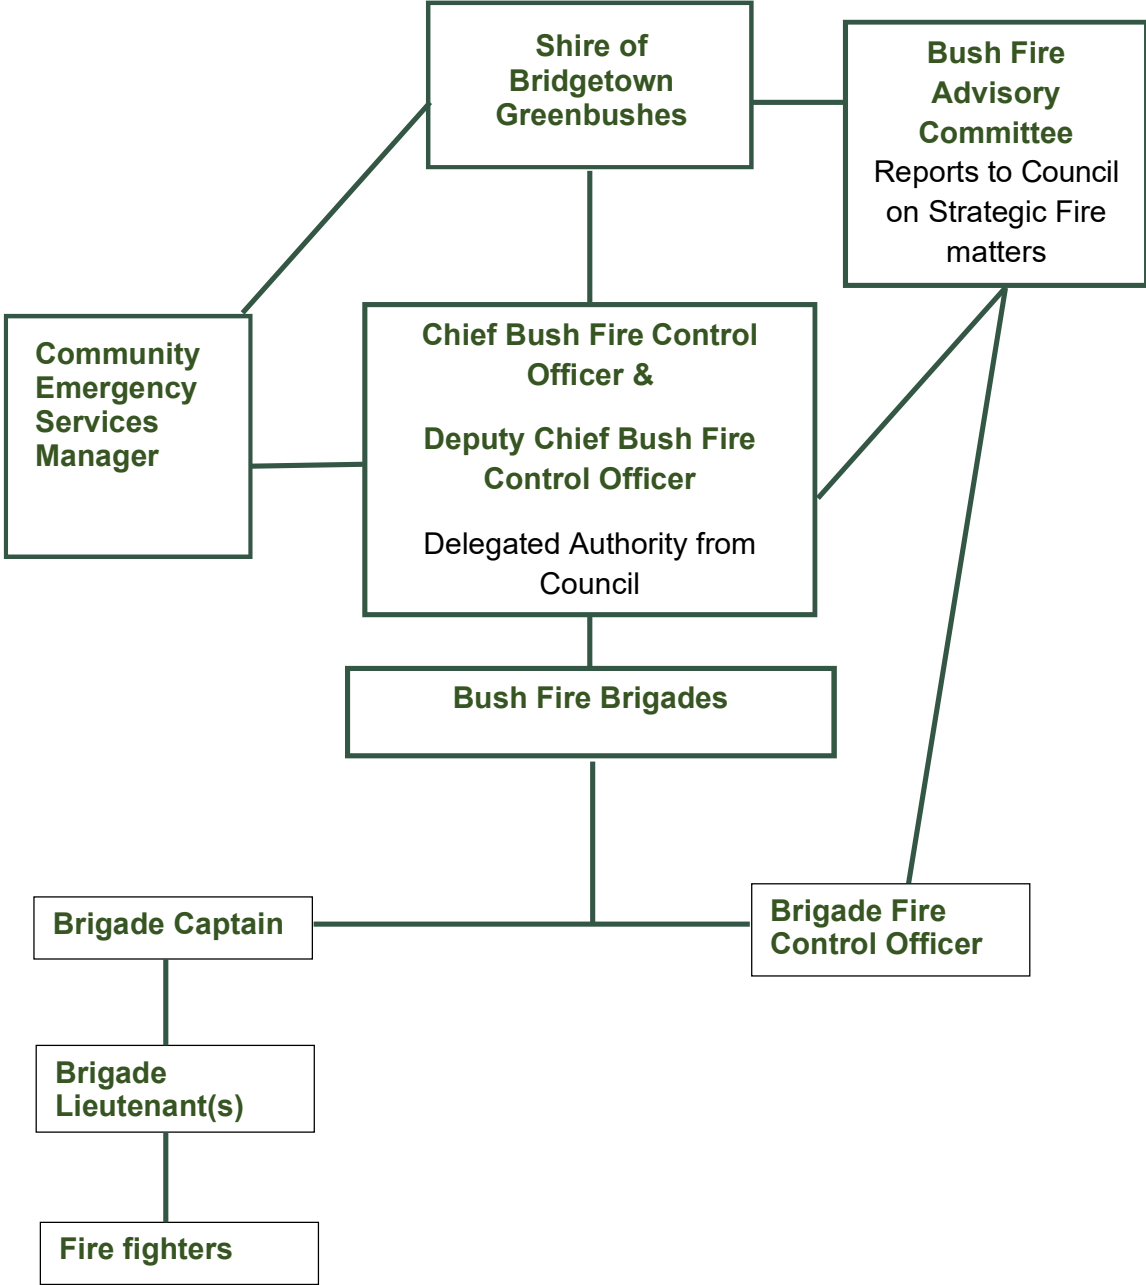 Shire of
Bridgetown
Greenbushes
Bush Fire
Advisory
Committee
Reports to Council
on Strategic Fire
matters
Community
Emergency
Services
Manager
Chief Bush Fire Control
Officer &
Deputy Chief Bush Fire
Control Officer
Delegated Authority from
Council
Bush Fire Brigades
Brigade Captain
Brigade Fire
Control Officer
Brigade
Lieutenant(s)
Fire fighters